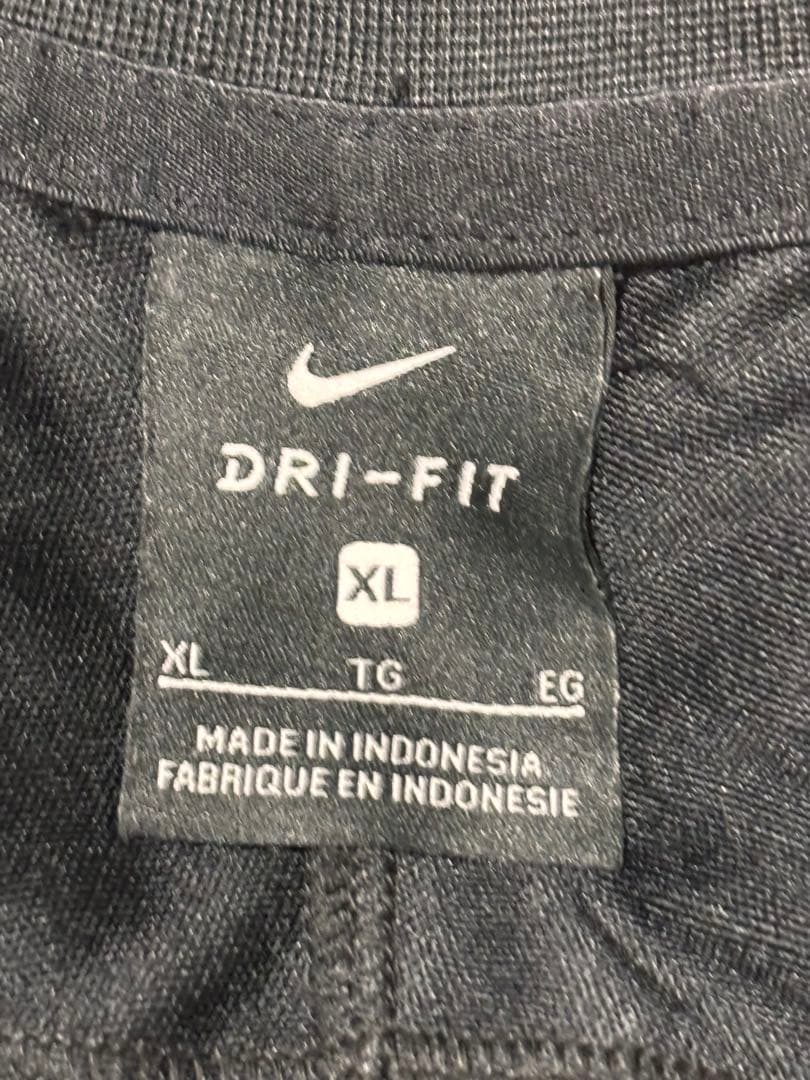 DRI-FIT
XL
XL TG EG
MADE IN INDONESIA
FABRIQUE EN INDONESIE